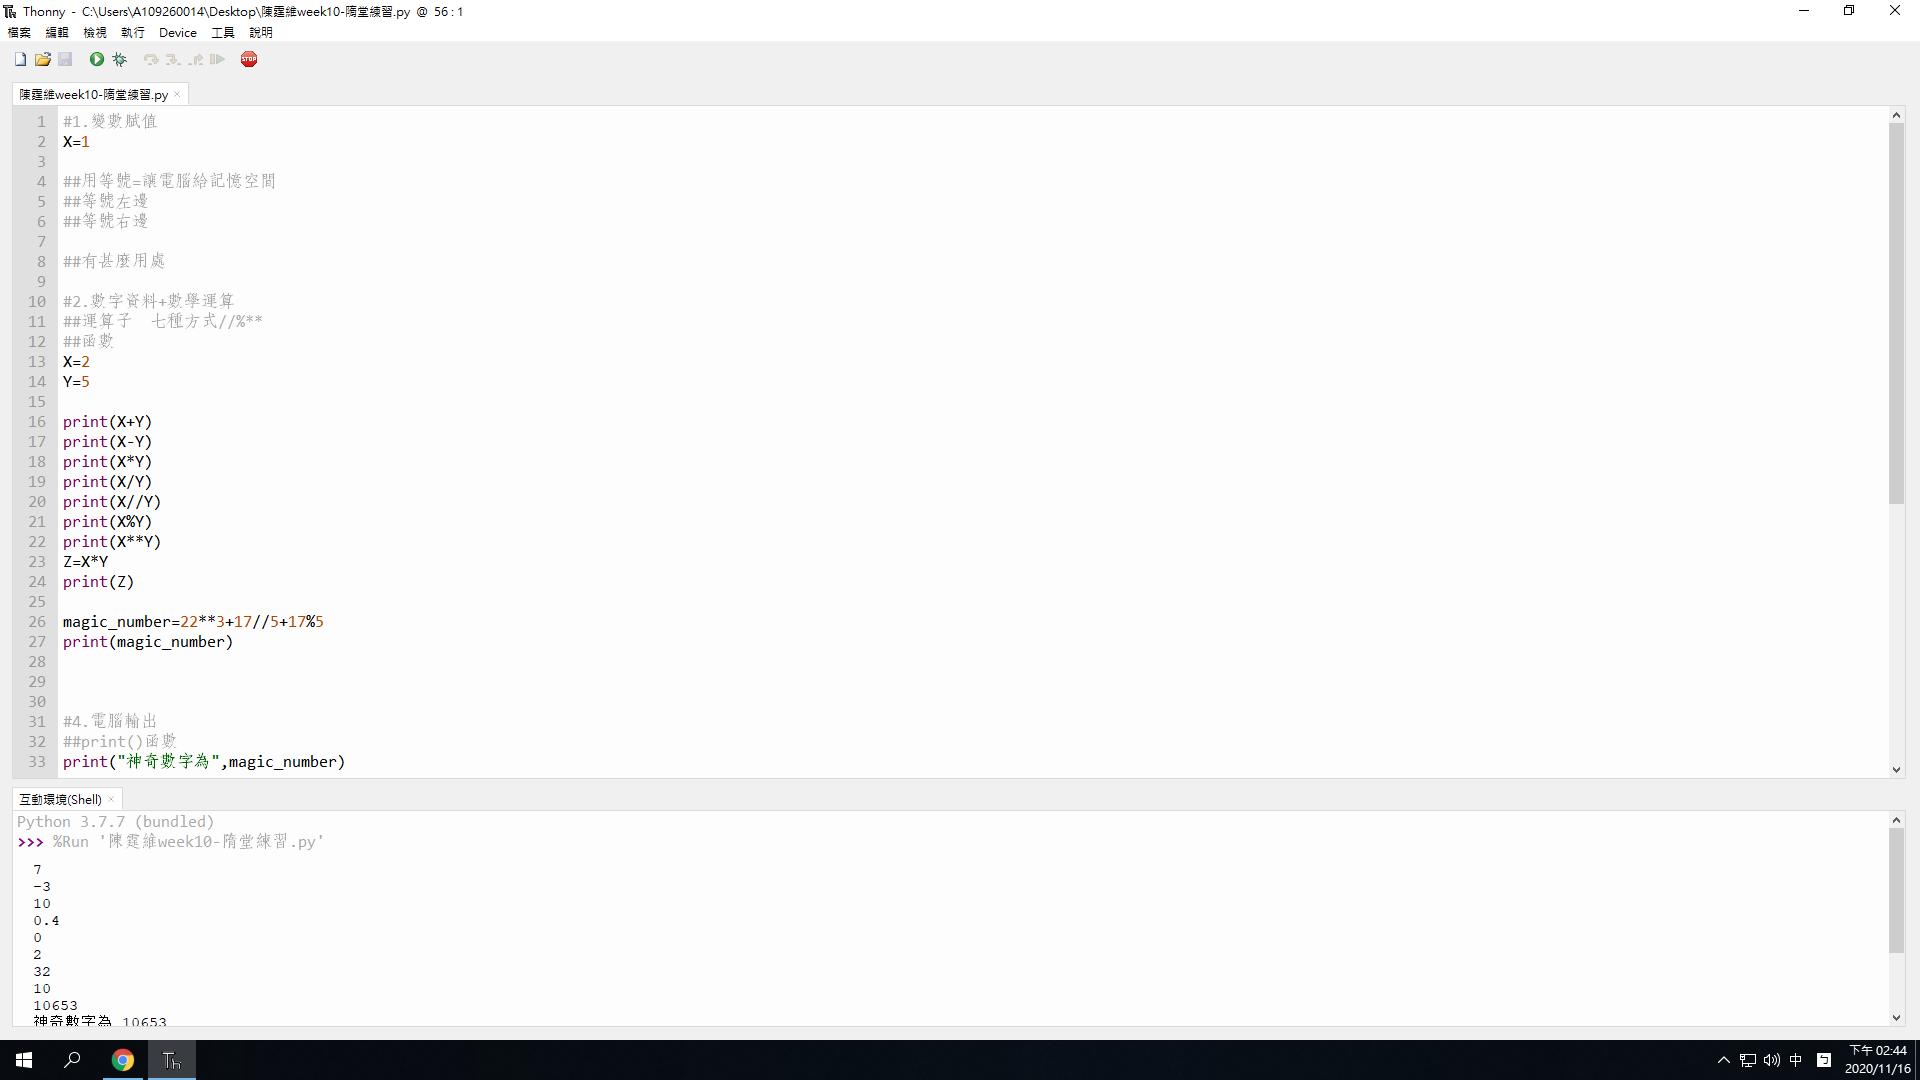 Thonny - C:\Users\A109260014\Desktop\陳霆維week10-隋堂練習.py @ 56 : 1
檔案 編輯 檢視 執行 Device 工具 說明
STOP
陳霆維week10-隋堂練習.py ×
1 #1.變數賦值
2 X=1
3
4 ##用等號=讓電腦給記憶空間
5 ##等號左邊
6 ##等號右邊
7
8 ##有甚麼用處
9
10 #2.數字資料+數學運算
11 ##運算子  七種方式//%**
12 ##函數
13 X=2
14 Y=5
15
16 print(X+Y)
17 print(X-Y)
18 print(X*Y)
19 print(X/Y)
20 print(X//Y)
21 print(X%Y)
22 print(X**Y)
23 Z=X*Y
24 print(Z)
25
26 magic_number=22**3+17//5+17%5
27 print(magic_number)
28
29
30
31 #4.電腦輸出
32 ##print()函數
33 print("神奇數字為",magic_number)
互動環境(Shell) ×
Python 3.7.7 (bundled)
>>> %Run '陳霆維week10-隋堂練習.py'
7
-3
10
0.4
0
2
32
10
10653
神奇數字為 10653
Th
中
下午 02:44
2020/11/16